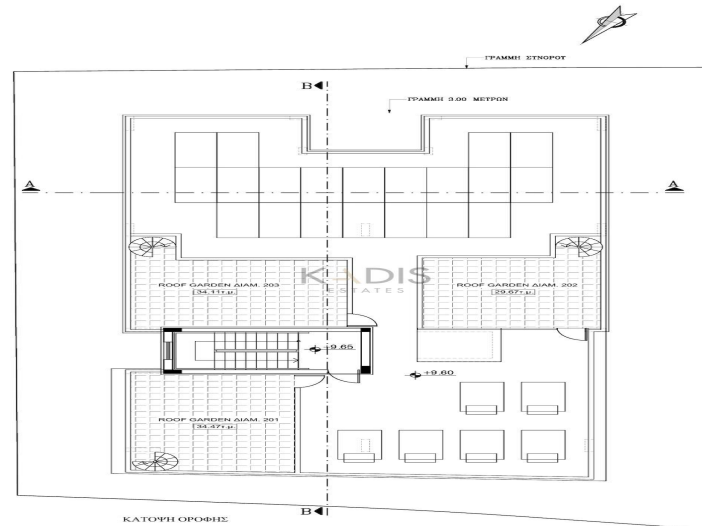 ΓΡΑΜΜΗ ΣΥΝΟΡΟΥ
B
ΓΡΑΜΜΗ 3.00 ΜΕΤΡΩΝ
A
A
KADIS
ESTATES
ROOF GARDEN ΔΙΑΜ. 203
34.11τ.μ.
ROOF GARDEN ΔΙΑΜ. 202
29.67τ.μ.
+9.65
+9.60
ROOF GARDEN ΔΙΑΜ. 201
34.47τ.μ.
B
ΚΑΤΟΨΗ ΟΡΟΦΗΣ